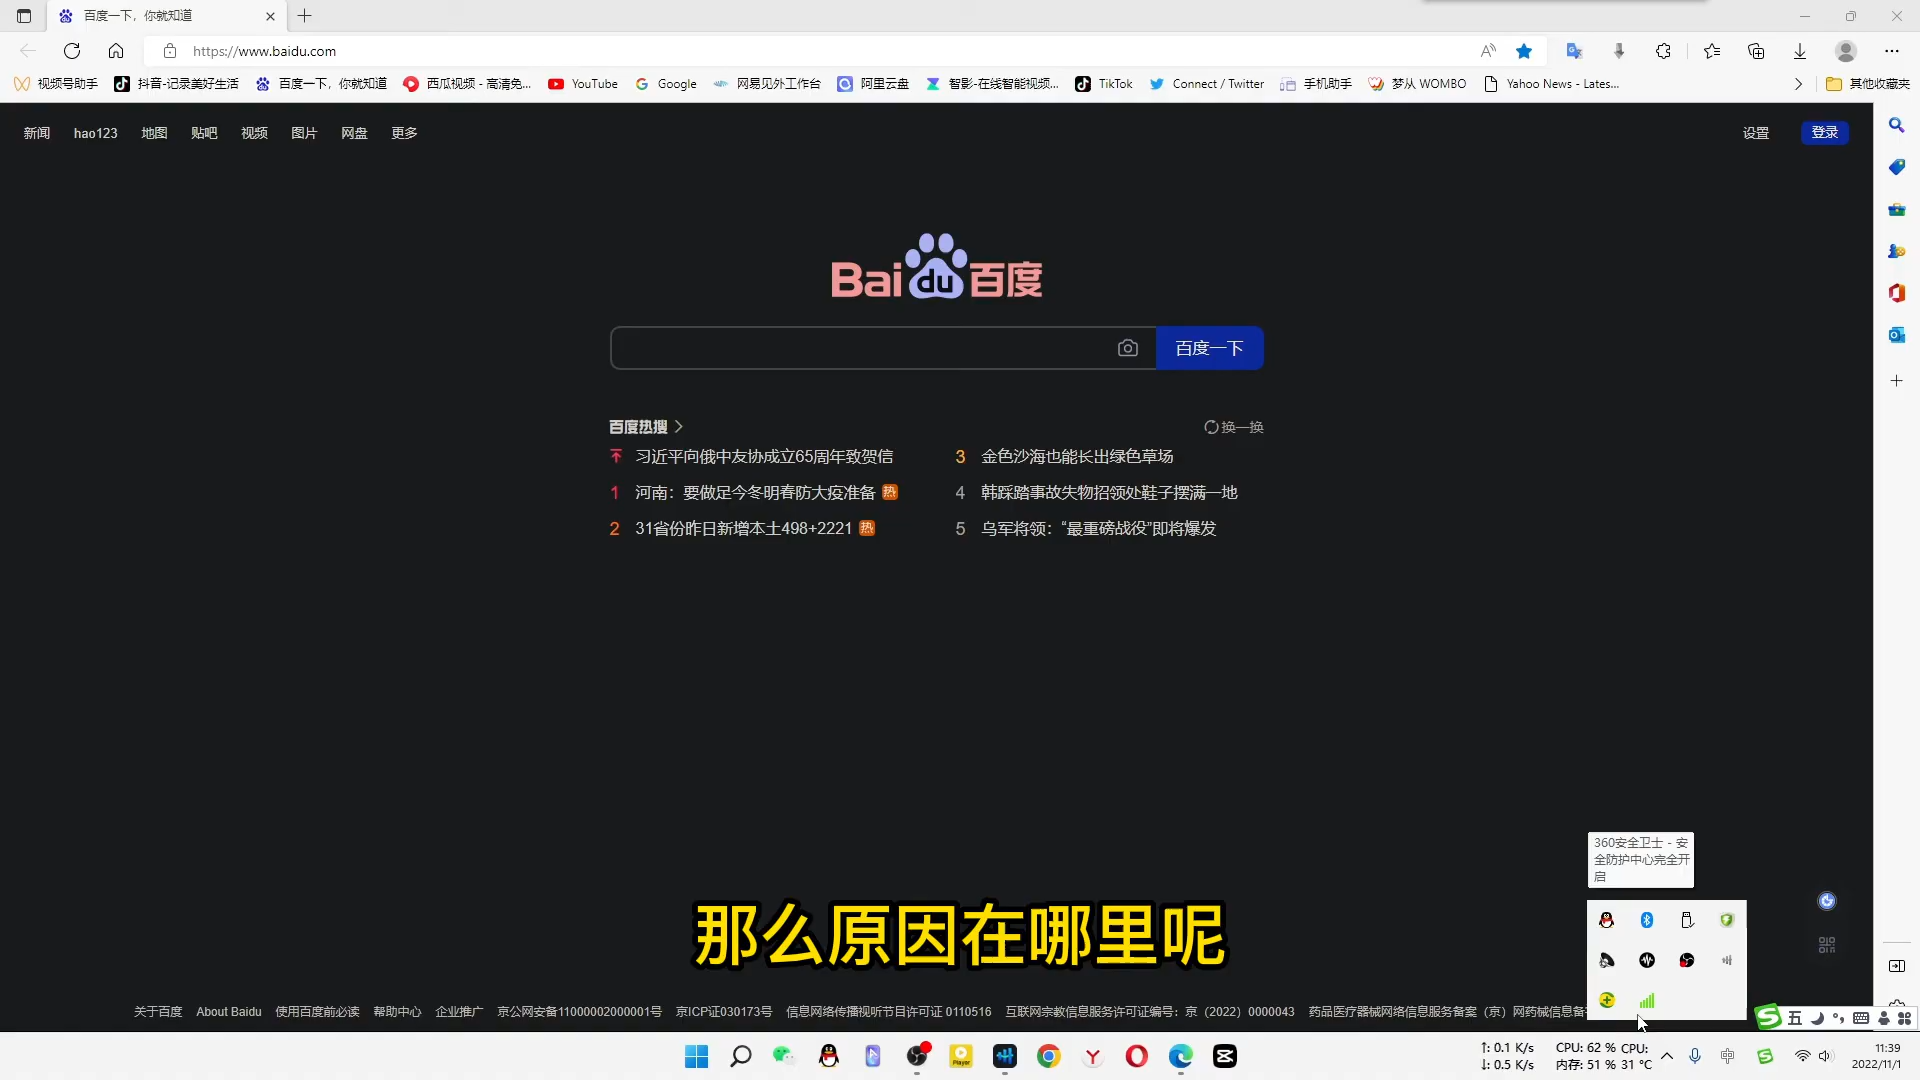 百度一下，你就知道
https://www.baidu.com
视频号助手 抖音-记录美好生活 百度一下，你就知道 西瓜视频 - 高清免... YouTube Google 网易见外工作台 阿里云盘 智影-在线智能视频... TikTok Connect / Twitter 手机助手 梦从 WOMBO Yahoo News - Lates... 其他收藏夹
新闻 hao123 地图 贴吧 视频 图片 网盘 更多 设置 登录
Bai du 百度
百度一下
百度热搜 换一换
习近平向俄中友协成立65周年致贺信
3 金色沙海也能长出绿色草场
1 河南：要做足今冬明春防大疫准备 热
4 韩踩踏事故失物招领处鞋子摆满一地
2 31省份昨日新增本土498+2221 热
5 乌军将领：“最重磅战役”即将爆发
360安全卫士 - 安
全防护中心完全开
启
那么原因在哪里呢
关于百度 About Baidu 使用百度前必读 帮助中心 企业推广 京公网安备11000002000001号 京ICP证030173号 信息网络传播视听节目许可证 0110516 互联网宗教信息服务许可证编号：京（2022）0000043 药品医疗器械网络信息服务备案（京）网药械信息备
五
↑: 0.1 K/s CPU: 62 % CPU:
↓: 0.5 K/s 内存: 51 % 31 °C
中
11:39
2022/11/1